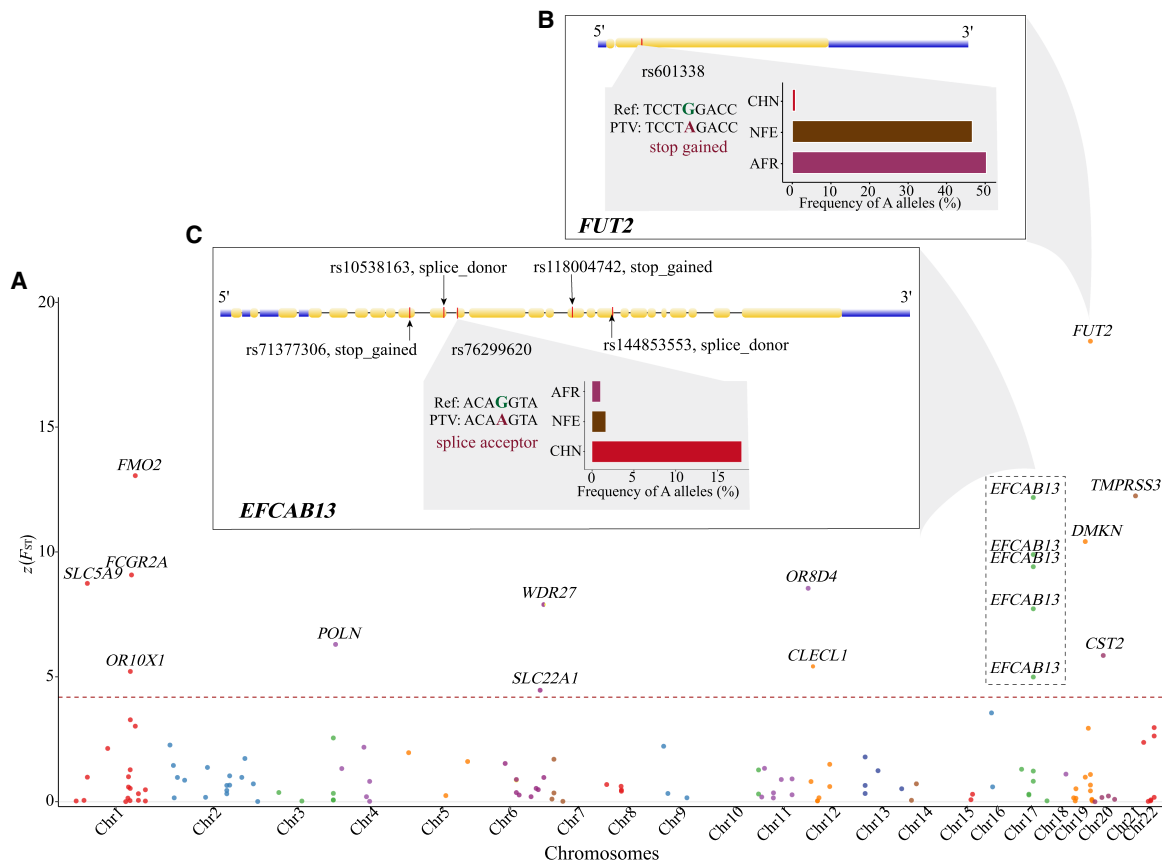 B
5'
3'
rs601338
Ref: TCCTGGACC
PTV: TCCTAGACC
stop gained
CHN
NFE
AFR
0 10 20 30 40 50
Frequency of A alleles (%)
FUT2
C
rs10538163, splice_donor
rs118004742, stop_gained
5'
3'
rs71377306, stop_gained
rs76299620
rs144853553, splice_donor
Ref: ACAGGTA
PTV: ACAAGTA
splice acceptor
AFR
NFE
CHN
0 5 10 15
Frequency of A alleles (%)
EFCAB13
A
20
15
10
5
0
z(FST)
FUT2
FMO2
FCGR2A
SLC5A9
OR10X1
POLN
WDR27
SLC22A1
OR8D4
CLECL1
EFCAB13
EFCAB13
EFCAB13
EFCAB13
EFCAB13
TMPRSS3
DMKN
CST2
Chr1 Chr2 Chr3 Chr4 Chr5 Chr6 Chr7 Chr8 Chr9 Chr10 Chr11 Chr12 Chr13 Chr14 Chr15 Chr16 Chr17 Chr18 Chr19 Chr20 Chr21 Chr22
Chromosomes